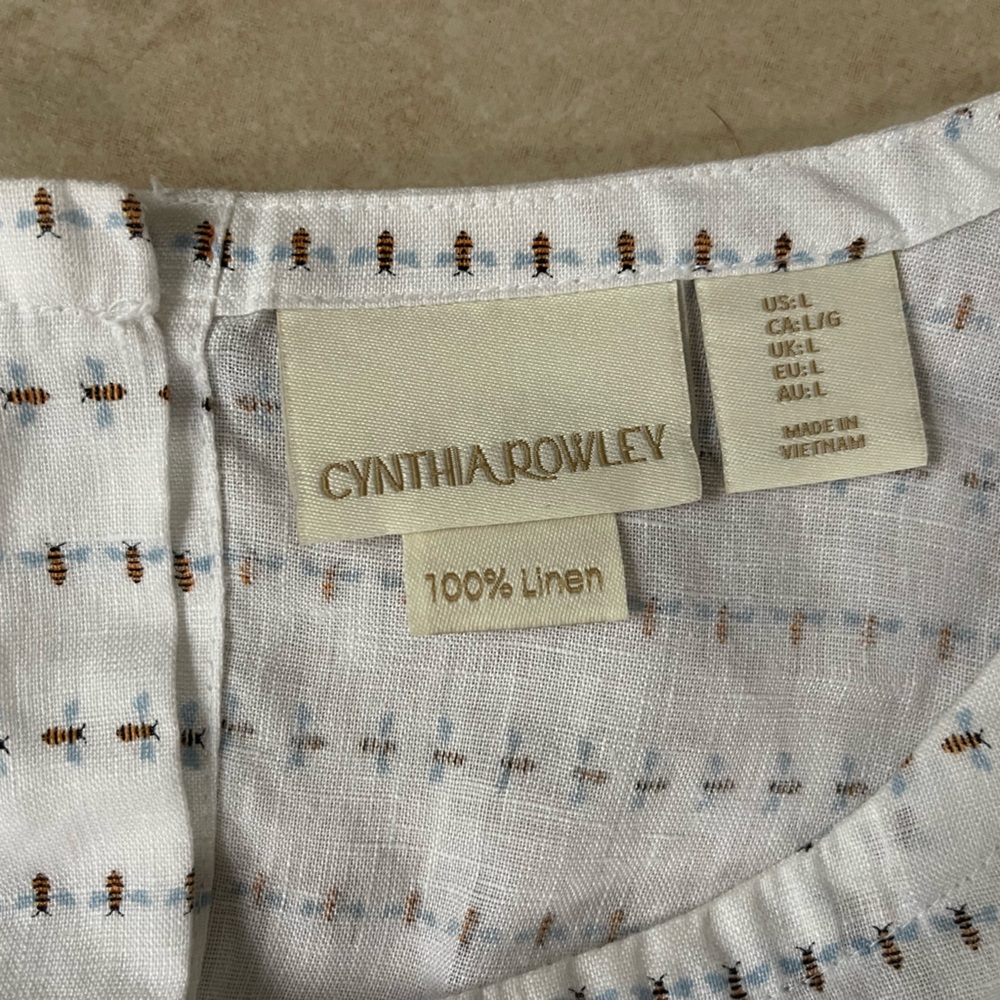 CYNTHIA ROWLEY
100% Linen
US: L
CA: L/G
UK: L
EU: L
AU: L
MADE IN
VIETNAM